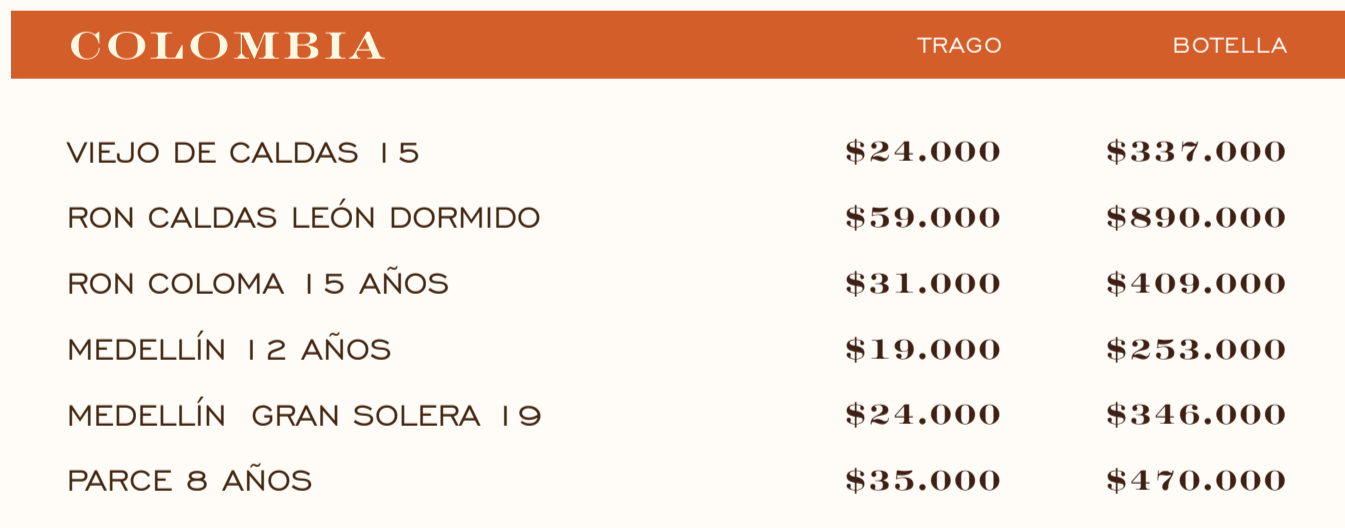 COLOMBIA TRAGO BOTELLA
VIEJO DE CALDAS 15 $24.000 $337.000
RON CALDAS LEÓN DORMIDO $59.000 $890.000
RON COLOMA 15 AÑOS $31.000 $409.000
MEDELLÍN 12 AÑOS $19.000 $253.000
MEDELLÍN GRAN SOLERA 19 $24.000 $346.000
PARCE 8 AÑOS $35.000 $470.000